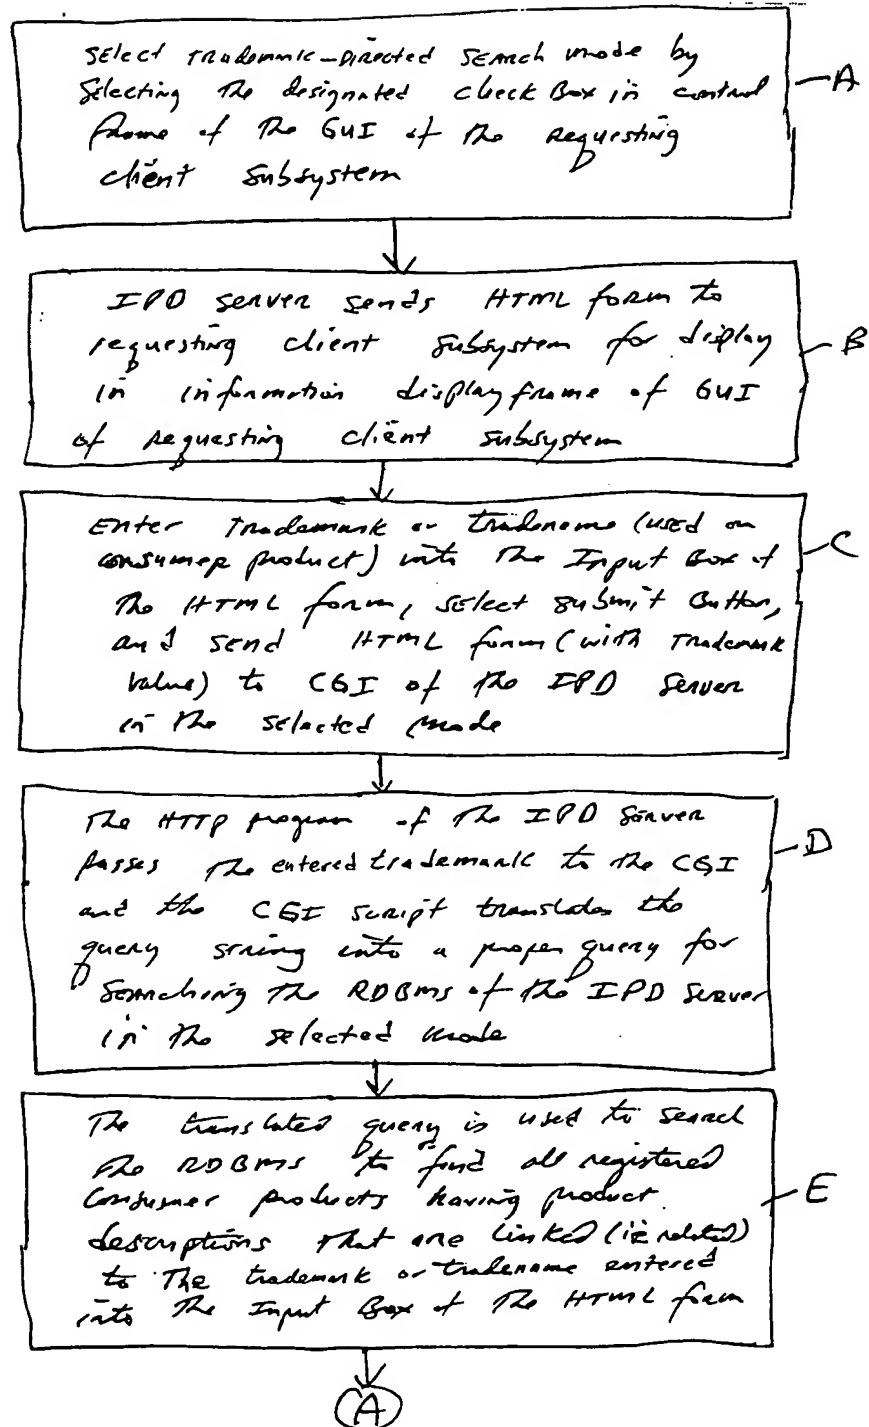 Select Trademark-Directed Search mode by
Selecting the designated check Box in control
frame of the GUI of the requesting
client subsystem
A
IPD server sends HTML form to
requesting client subsystem for display
in information display frame of GUI
of requesting client subsystem
B
Enter Trademark or tradename (used on
consumer product) into the Input Box of
the HTML form, select submit Button,
and send HTML form (with Trademark
value) to CGI of the IPD Server
in the selected mode
C
The HTTP program of the IPD Server
passes the entered trademark to the CGI
and the CGI script translates the
query string into a proper query for
searching the RDBMS of the IPD Server
in the selected mode
D
The translated query is used to search
the RDBMS to find all registered
Consumer products having product
descriptions that are linked (ie related)
to the trademark or tradename entered
into the Input Box of the HTML form
E
A